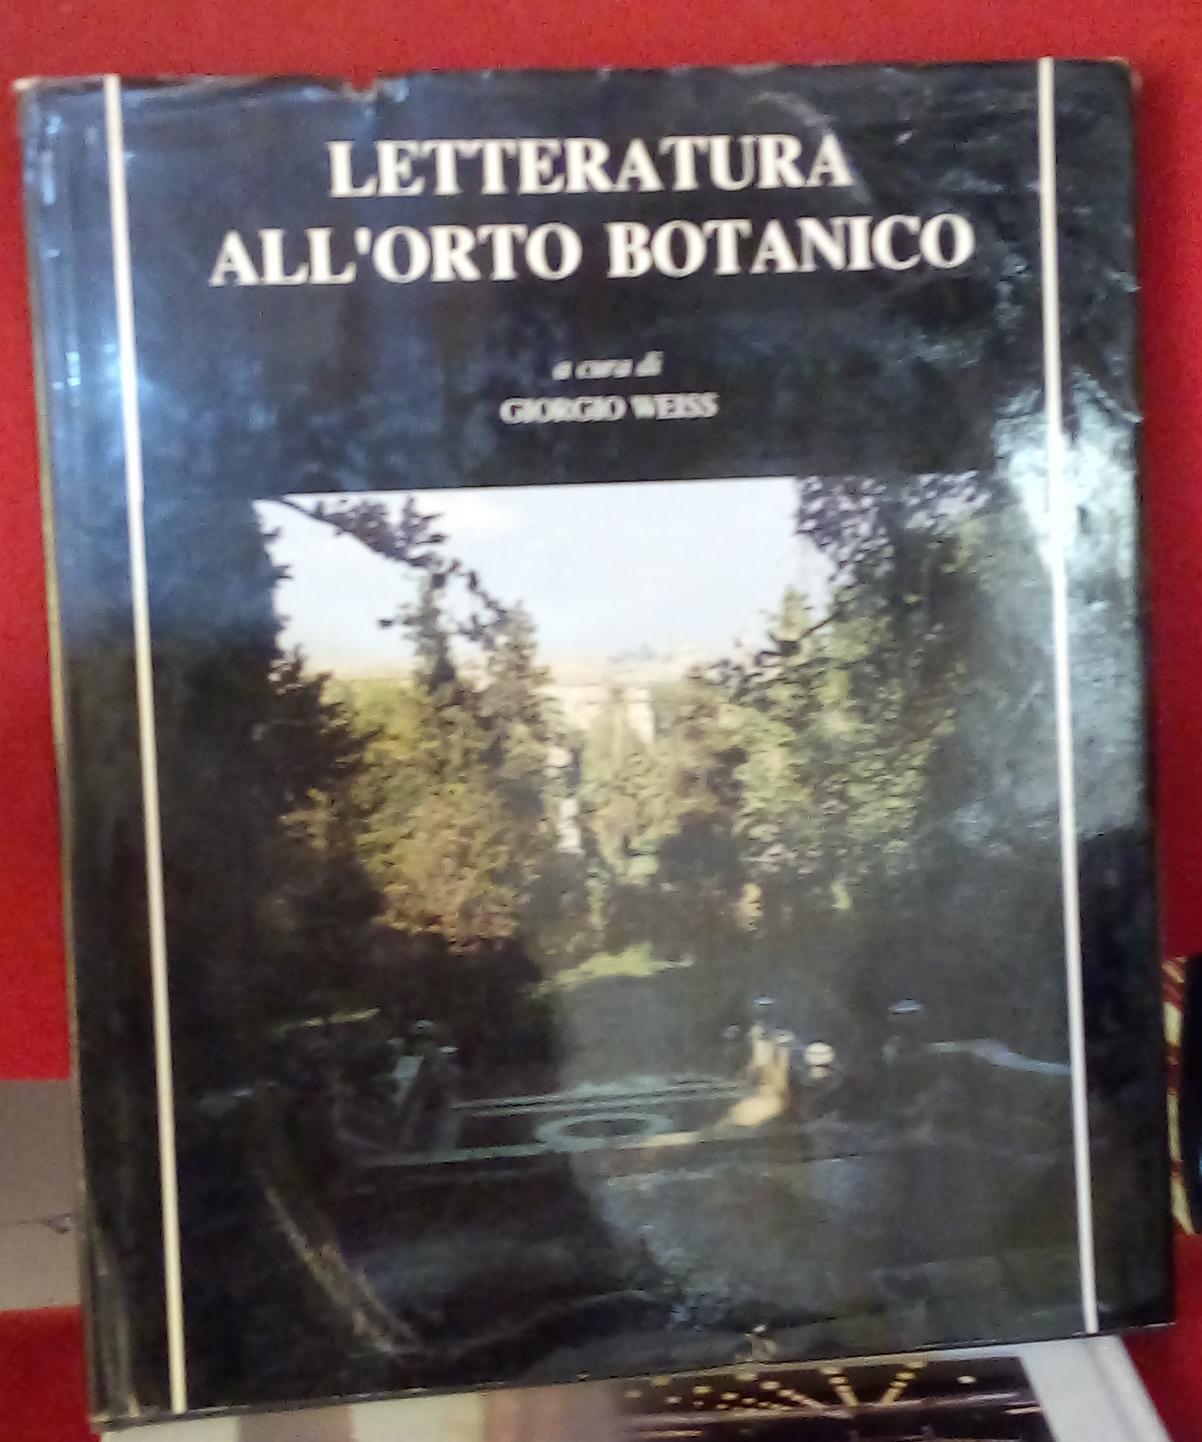 LETTERATURA
ALL'ORTO BOTANICO
a cura di
GIORGIO WEISS